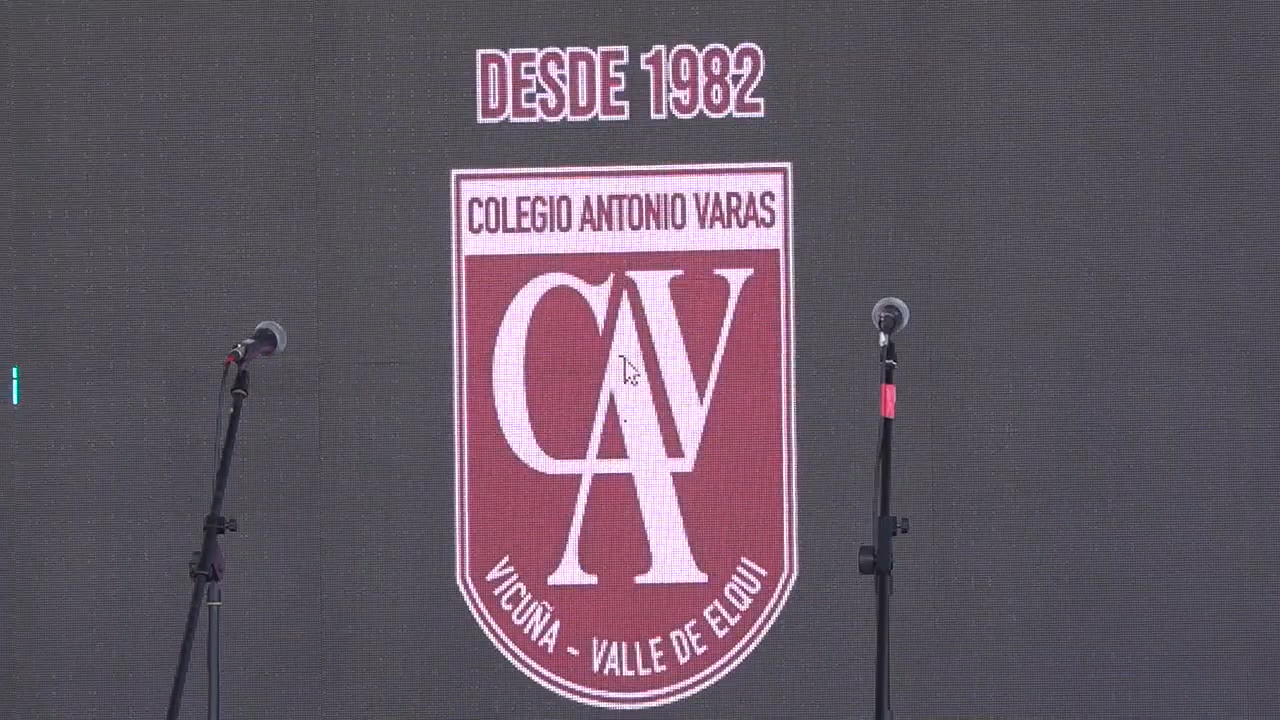 DESDE 1982
COLEGIO ANTONIO VARAS
CAV
VICUÑA - VALLE DE ELQUI